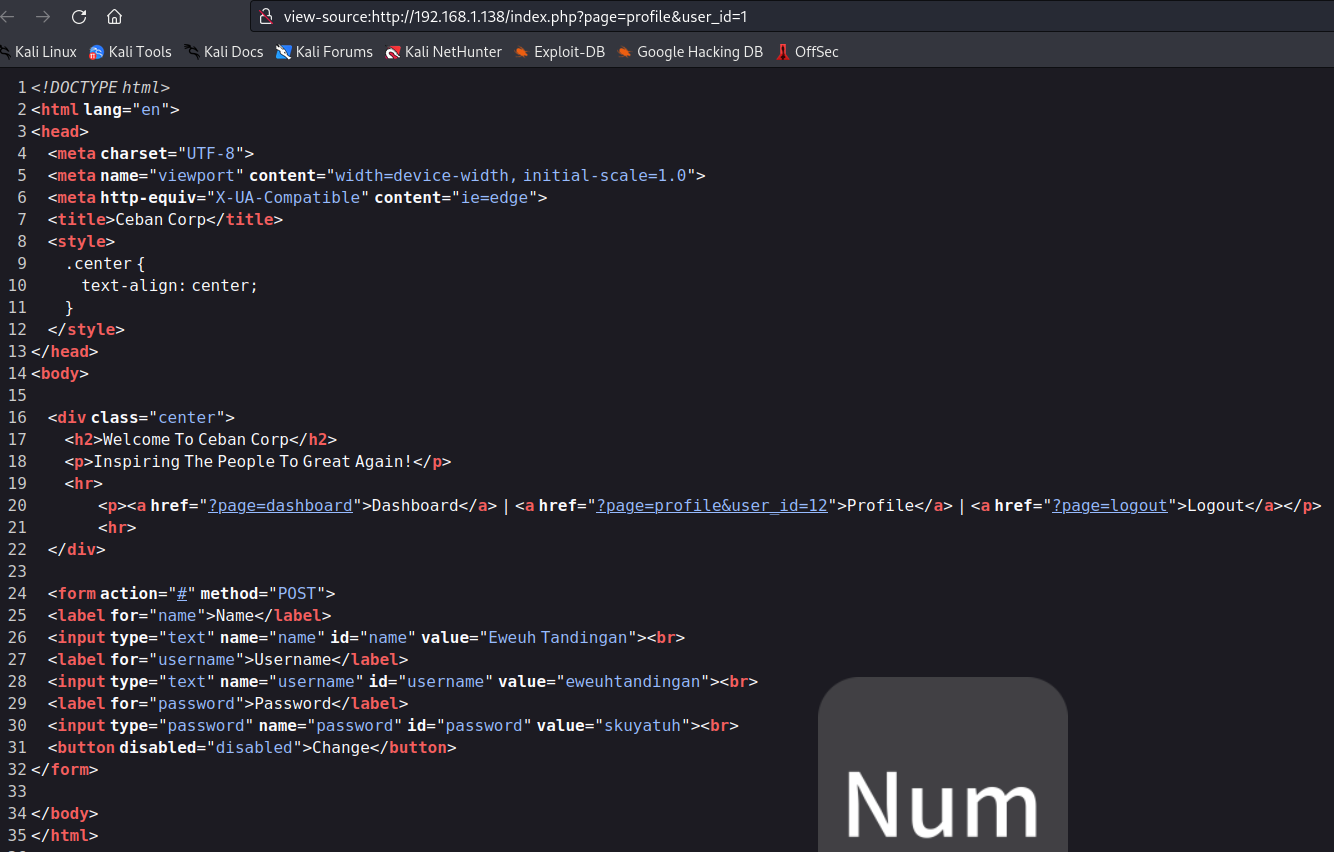 view-source:http://192.168.1.138/index.php?page=profile&user_id=1
Kali Linux Kali Tools Kali Docs Kali Forums Kali NetHunter Exploit-DB Google Hacking DB OffSec
1 <!DOCTYPE html>
2 <html lang="en">
3 <head>
4 <meta charset="UTF-8">
5 <meta name="viewport" content="width=device-width, initial-scale=1.0">
6 <meta http-equiv="X-UA-Compatible" content="ie=edge">
7 <title>Ceban Corp</title>
8 <style>
9 .center {
10 text-align: center;
11 }
12 </style>
13 </head>
14 <body>
15
16 <div class="center">
17 <h2>Welcome To Ceban Corp</h2>
18 <p>Inspiring The People To Great Again!</p>
19 <hr>
20 <p><a href="?page=dashboard">Dashboard</a> | <a href="?page=profile&user_id=12">Profile</a> | <a href="?page=logout">Logout</a></p>
21 <hr>
22 </div>
23
24 <form action="#" method="POST">
25 <label for="name">Name</label>
26 <input type="text" name="name" id="name" value="Eweuh Tandingan"><br>
27 <label for="username">Username</label>
28 <input type="text" name="username" id="username" value="eweuhtandingan"><br>
29 <label for="password">Password</label>
30 <input type="password" name="password" id="password" value="skuyatuh"><br>
31 <button disabled="disabled">Change</button>
32 </form>
33
34 </body>
35 </html>
Num